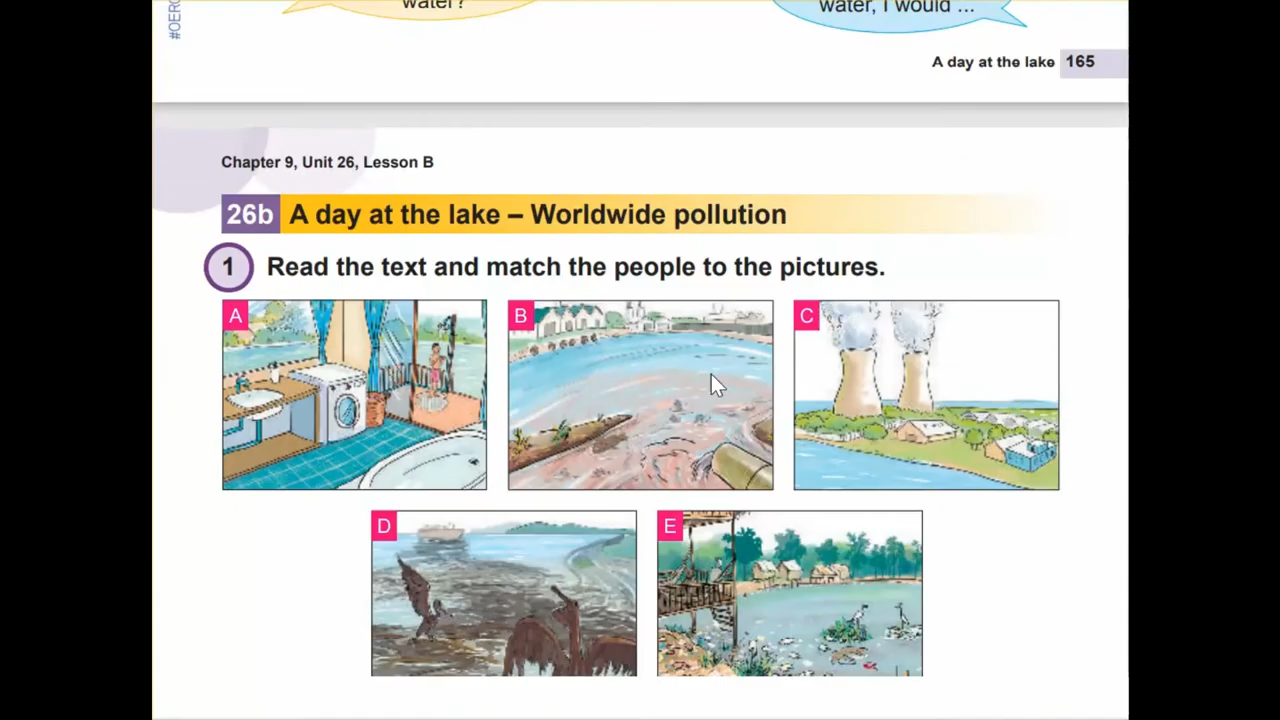 #OERC
water?
water, I would ...
A day at the lake 165
Chapter 9, Unit 26, Lesson B
26b A day at the lake – Worldwide pollution
1 Read the text and match the people to the pictures.
A
B
C
D
E